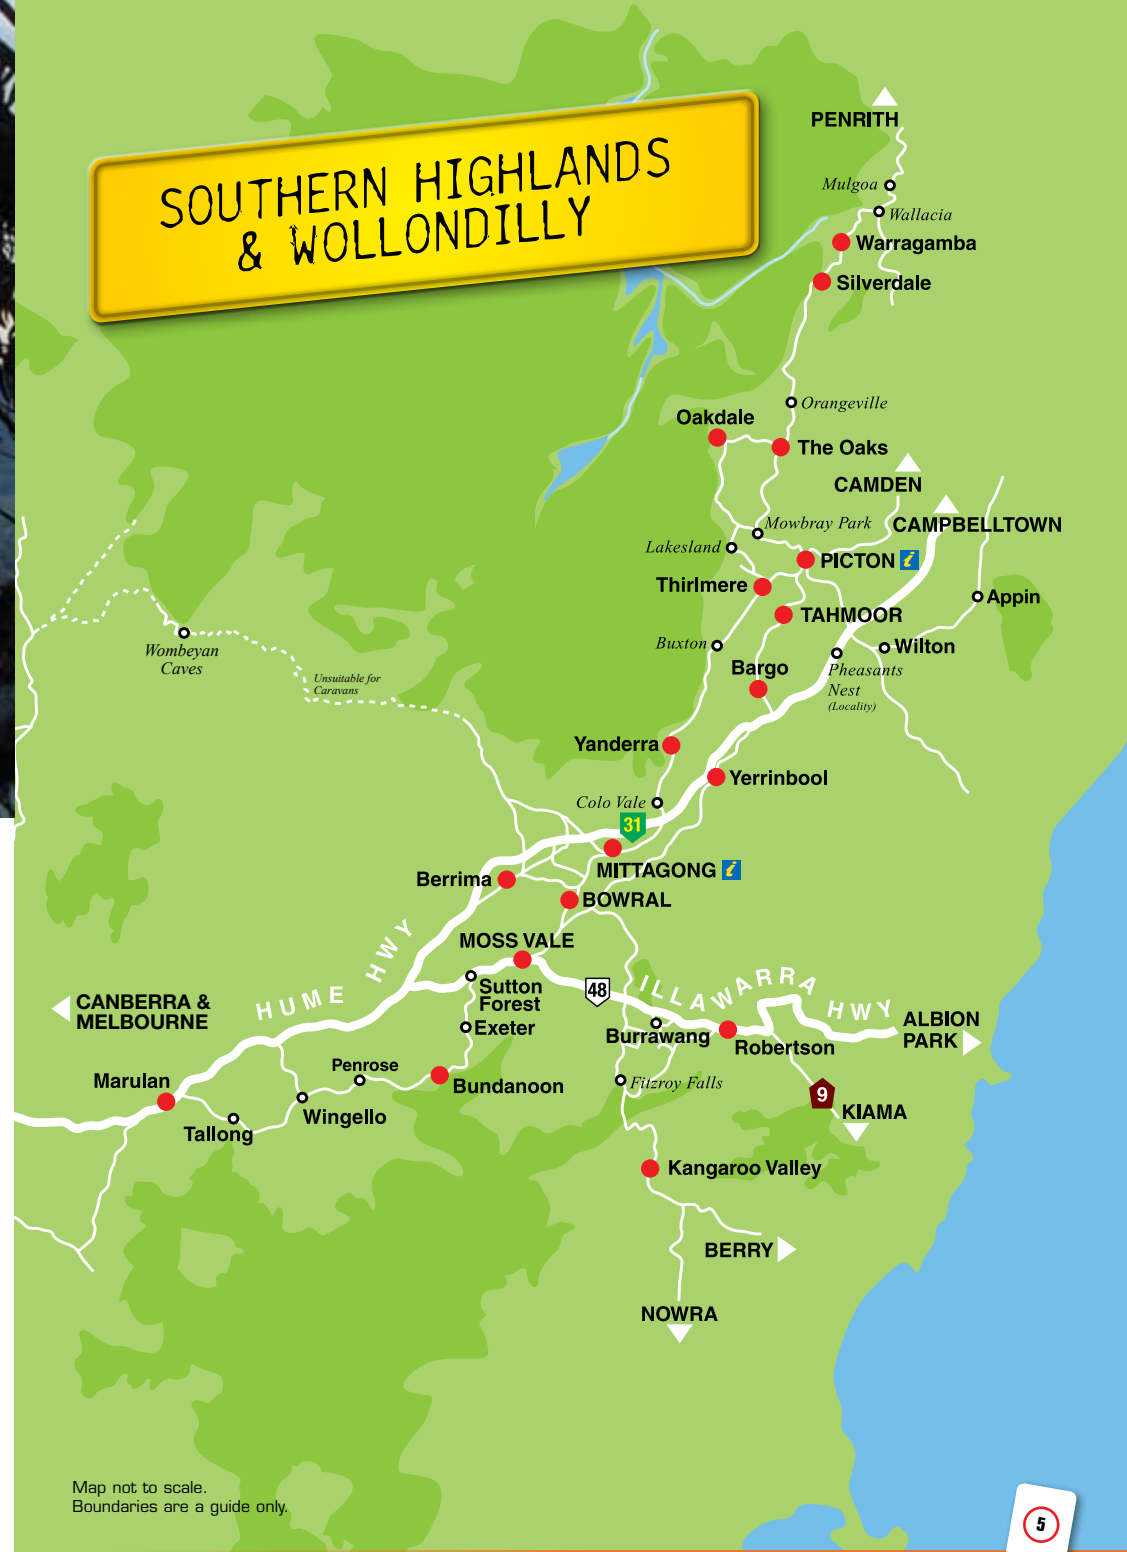 SOUTHERN HIGHLANDS
& WOLLONDILLY
PENRITH
Mulgoa
Wallacia
Warragamba
Silverdale
Orangeville
Oakdale
The Oaks
CAMDEN
Mowbray Park
CAMPBELLTOWN
Lakesland
PICTON i
Thirlmere
Appin
TAHMOOR
Buxton
Wilton
Wombeyan
Caves
Bargo
Pheasants
Nest
(Locality)
Unsuitable for
Caravans
Yanderra
Yerrinbool
Colo Vale
31
MITTAGONG i
Berrima
BOWRAL
MOSS VALE
HUME HWY
Sutton
Forest
48
ILLAWARRA HWY
CANBERRA &
MELBOURNE
Exeter
Burrawang
Robertson
ALBION
PARK
Penrose
Marulan
Bundanoon
Fitzroy Falls
9
KIAMA
Wingello
Tallong
Kangaroo Valley
BERRY
NOWRA
Map not to scale.
Boundaries are a guide only.
5